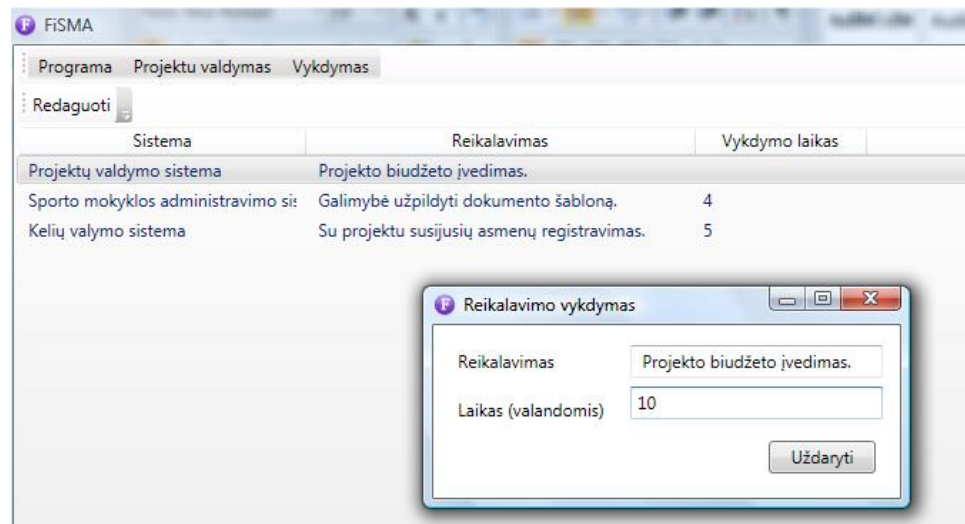 FiSMA
Programa Projektu valdymas Vykdymas
Redaguoti
Sistema Reikalavimas Vykdymo laikas
Projektų valdymo sistema Projekto biudžeto įvedimas.
Sporto mokyklos administravimo si Galimybė užpildyti dokumento šabloną. 4
Kelių valymo sistema Su projektu susijusių asmenų registravimas. 5
F Reikalavimo vykdymas
Reikalavimas Projekto biudžeto įvedimas.
Laikas (valandomis) 10
Uždaryti